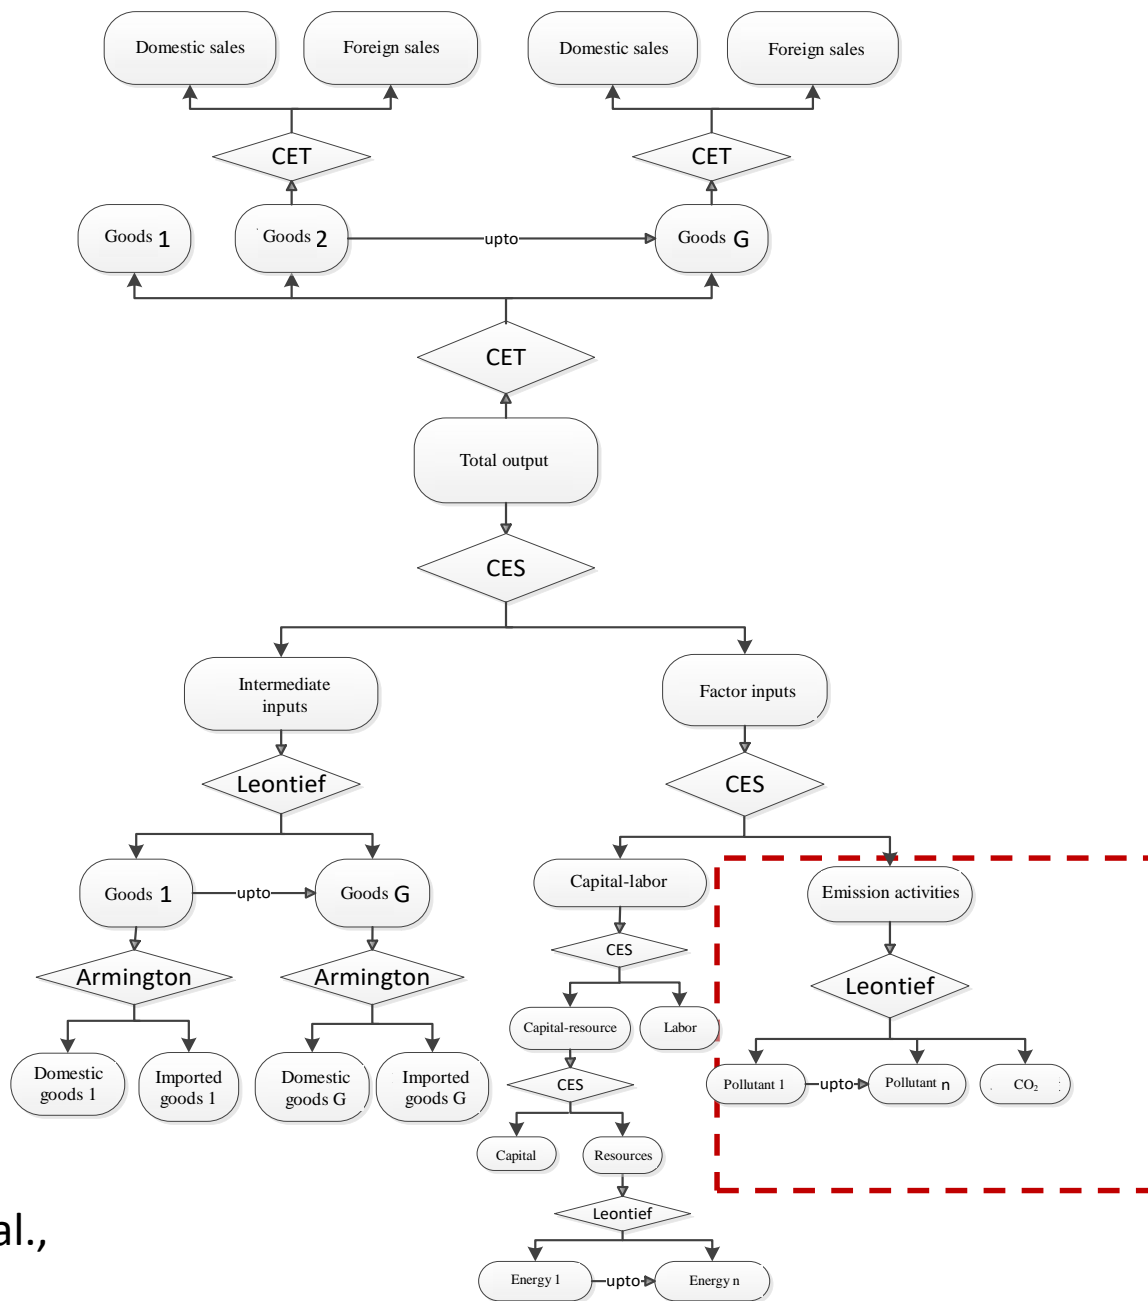 Domestic sales
Foreign sales
Domestic sales
Foreign sales
CET
CET
Goods 1
Goods 2
upto
Goods G
CET
Total output
CES
Intermediate
inputs
Factor inputs
Leontief
CES
Goods 1
upto
Goods G
Capital-labor
Emission activities
Armington
Armington
CES
Leontief
Domestic
goods 1
Imported
goods 1
Domestic
goods G
Imported
goods G
Capital-resource
Labor
CES
Pollutant 1
upto
Pollutant n
CO₂
Capital
Resources
Leontief
al.,
Energy 1
upto
Energy n